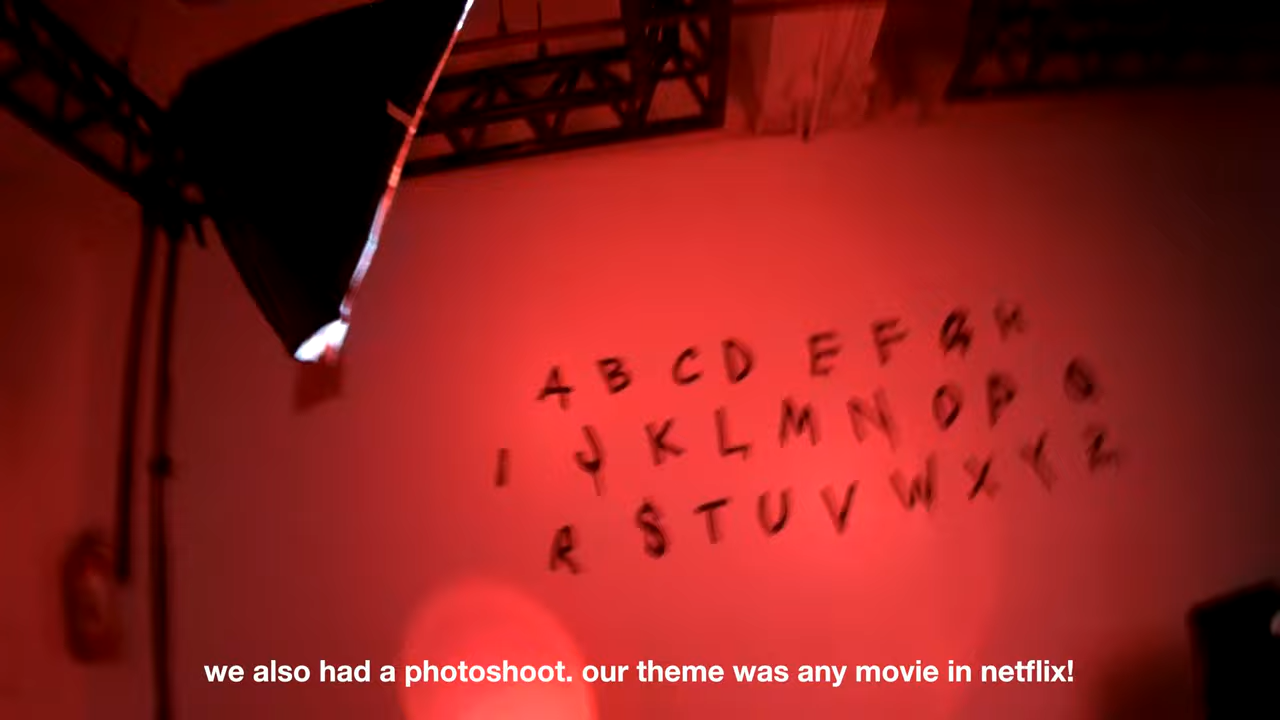 A B C D E F G H
I J K L M N O P Q
R S T U V W X Y Z
we also had a photoshoot. our theme was any movie in netflix!